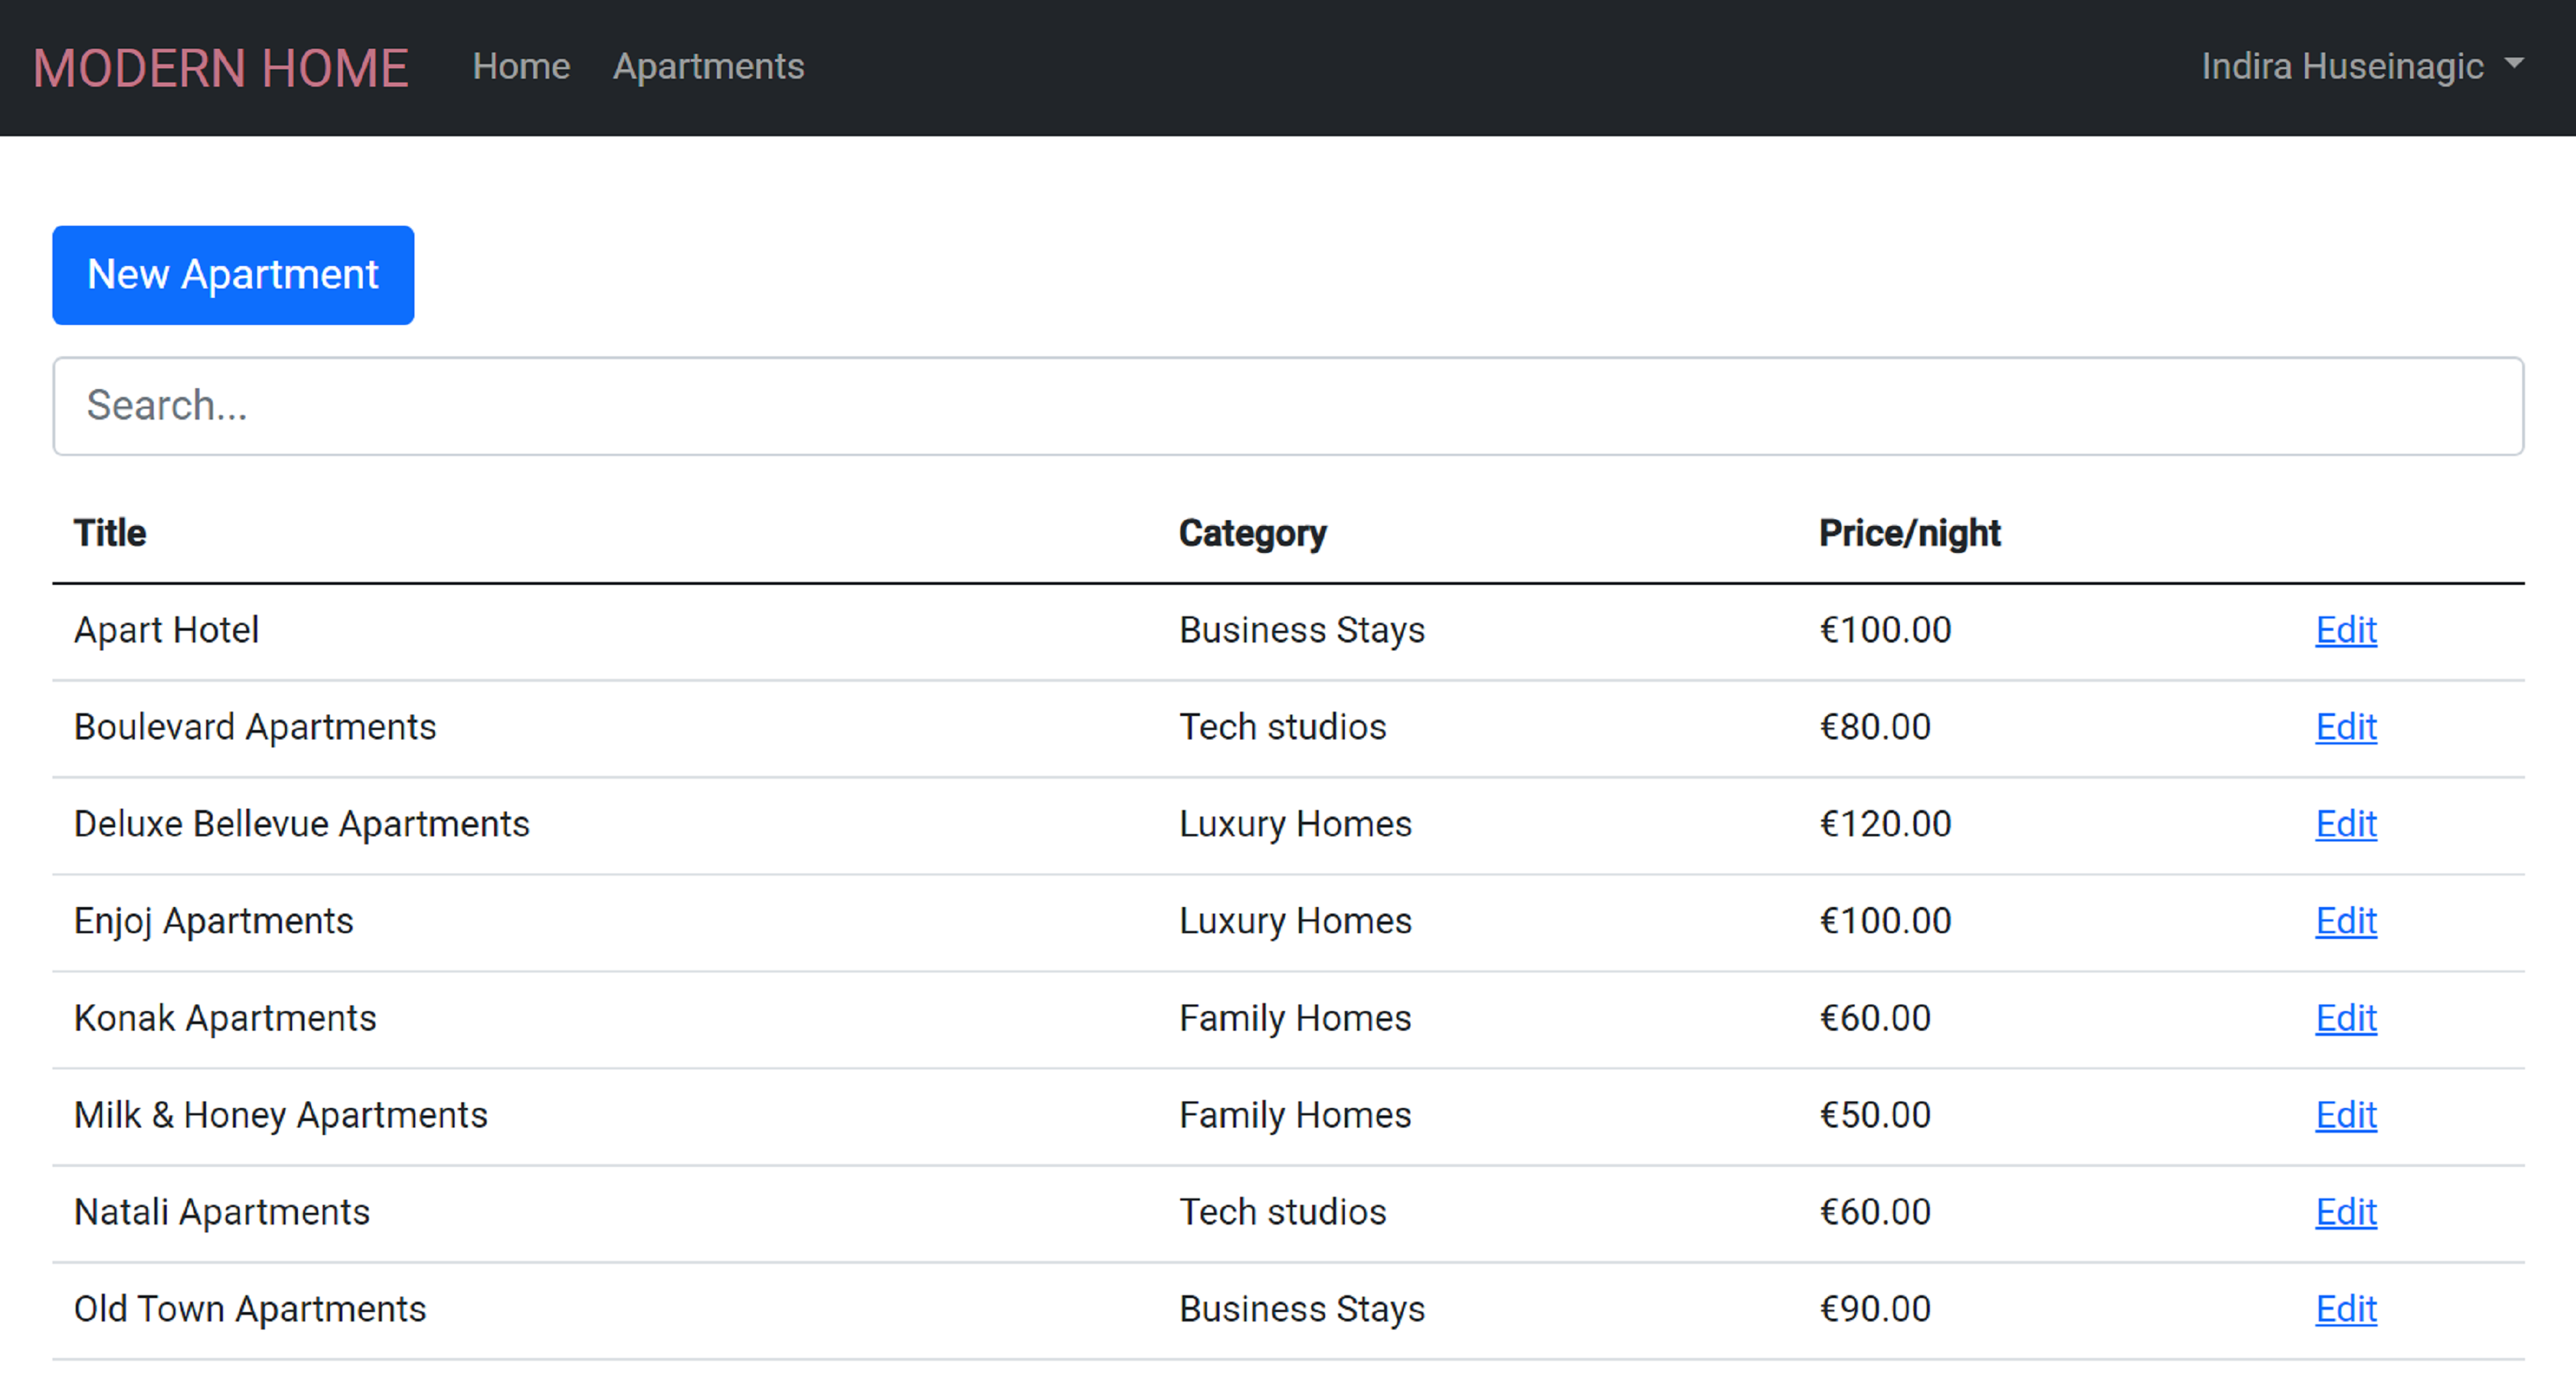 MODERN HOME Home Apartments Indira Huseinagic
New Apartment
Search...
Title Category Price/night
Apart Hotel Business Stays €100.00 Edit
Boulevard Apartments Tech studios €80.00 Edit
Deluxe Bellevue Apartments Luxury Homes €120.00 Edit
Enjoj Apartments Luxury Homes €100.00 Edit
Konak Apartments Family Homes €60.00 Edit
Milk & Honey Apartments Family Homes €50.00 Edit
Natali Apartments Tech studios €60.00 Edit
Old Town Apartments Business Stays €90.00 Edit